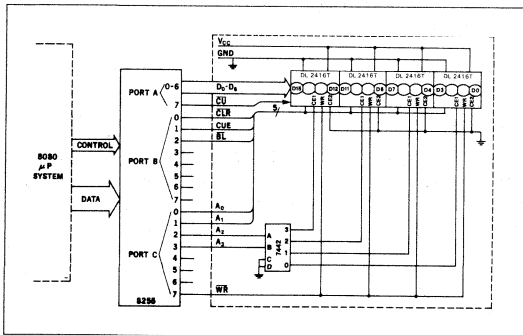 VCC
GND
DL 2416T DL 2416T DL 2416T DL 2416T
D15 D12 D11 D8 D7 D4 D3 D0
CE1 WR CE2 CE1 WR CE2 CE1 WR CE2 CE1 WR CE2
8080
μP
SYSTEM
CONTROL
DATA
PORT A
0-6
7
PORT B
0
1
2
3
4
5
6
7
PORT C
0
1
2
3
4
5
6
7
8255
D0-D6
CU
5
CLR
CUE
BL
A0
A1
A2
A3
WR
A
B
C
D
7442
3
2
1
0